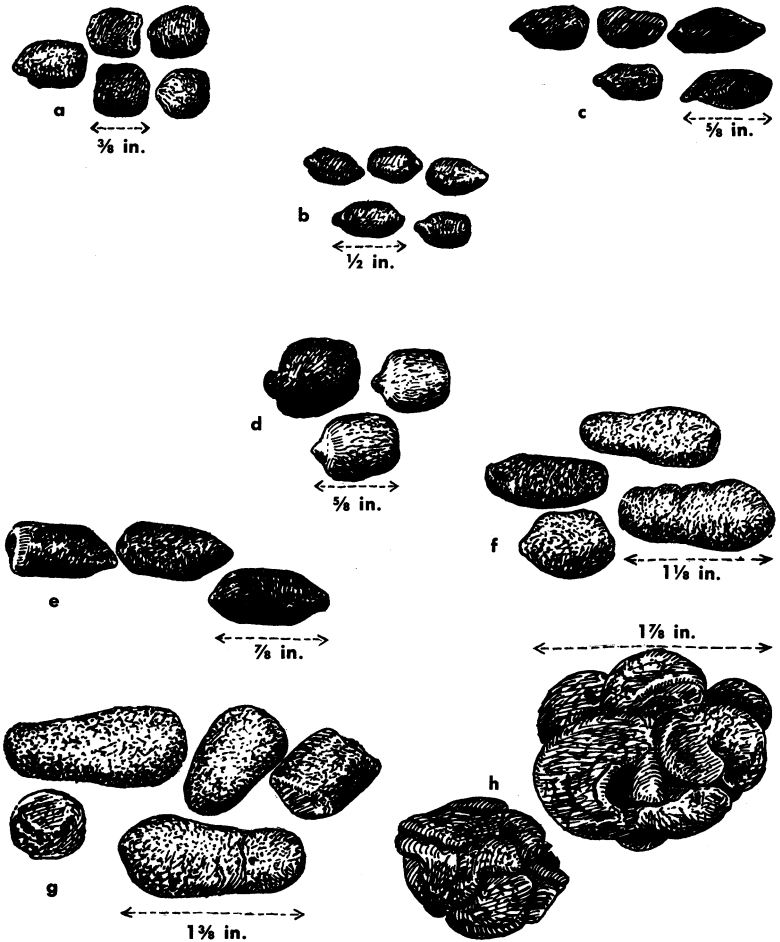 a
⅜ in.
c
⅝ in.
b
½ in.
d
⅝ in.
f
1⅛ in.
e
⅞ in.
1⅞ in.
h
g
1⅜ in.